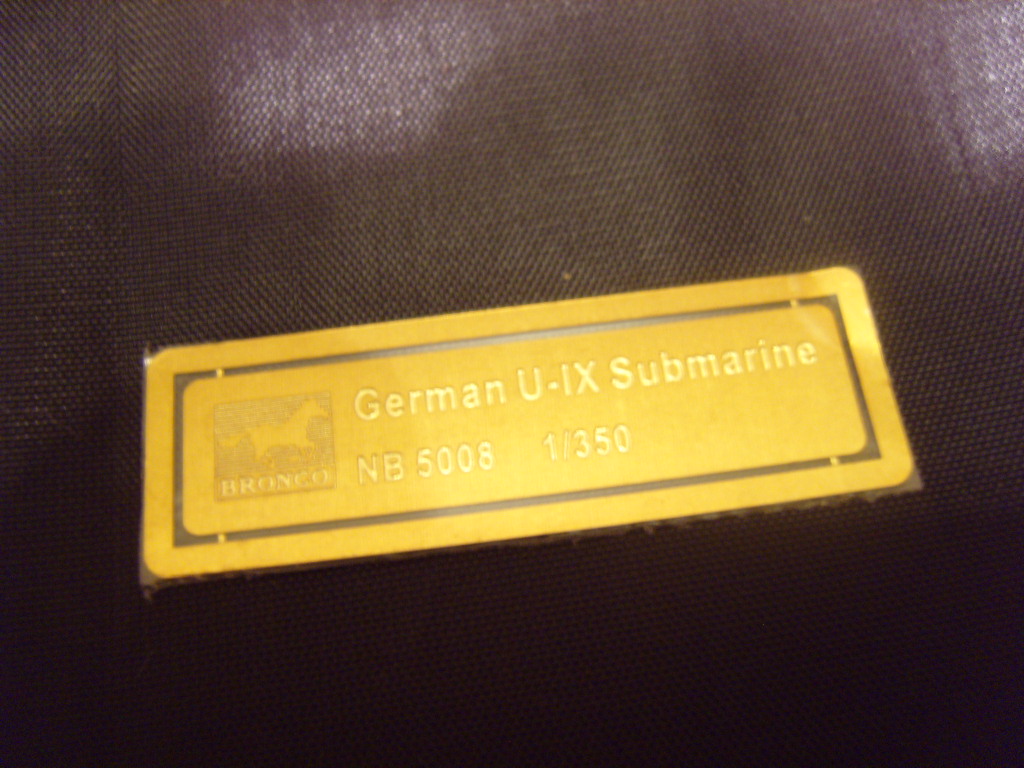 German U-IX Submarine
NB 5008 1/350
BRONCO